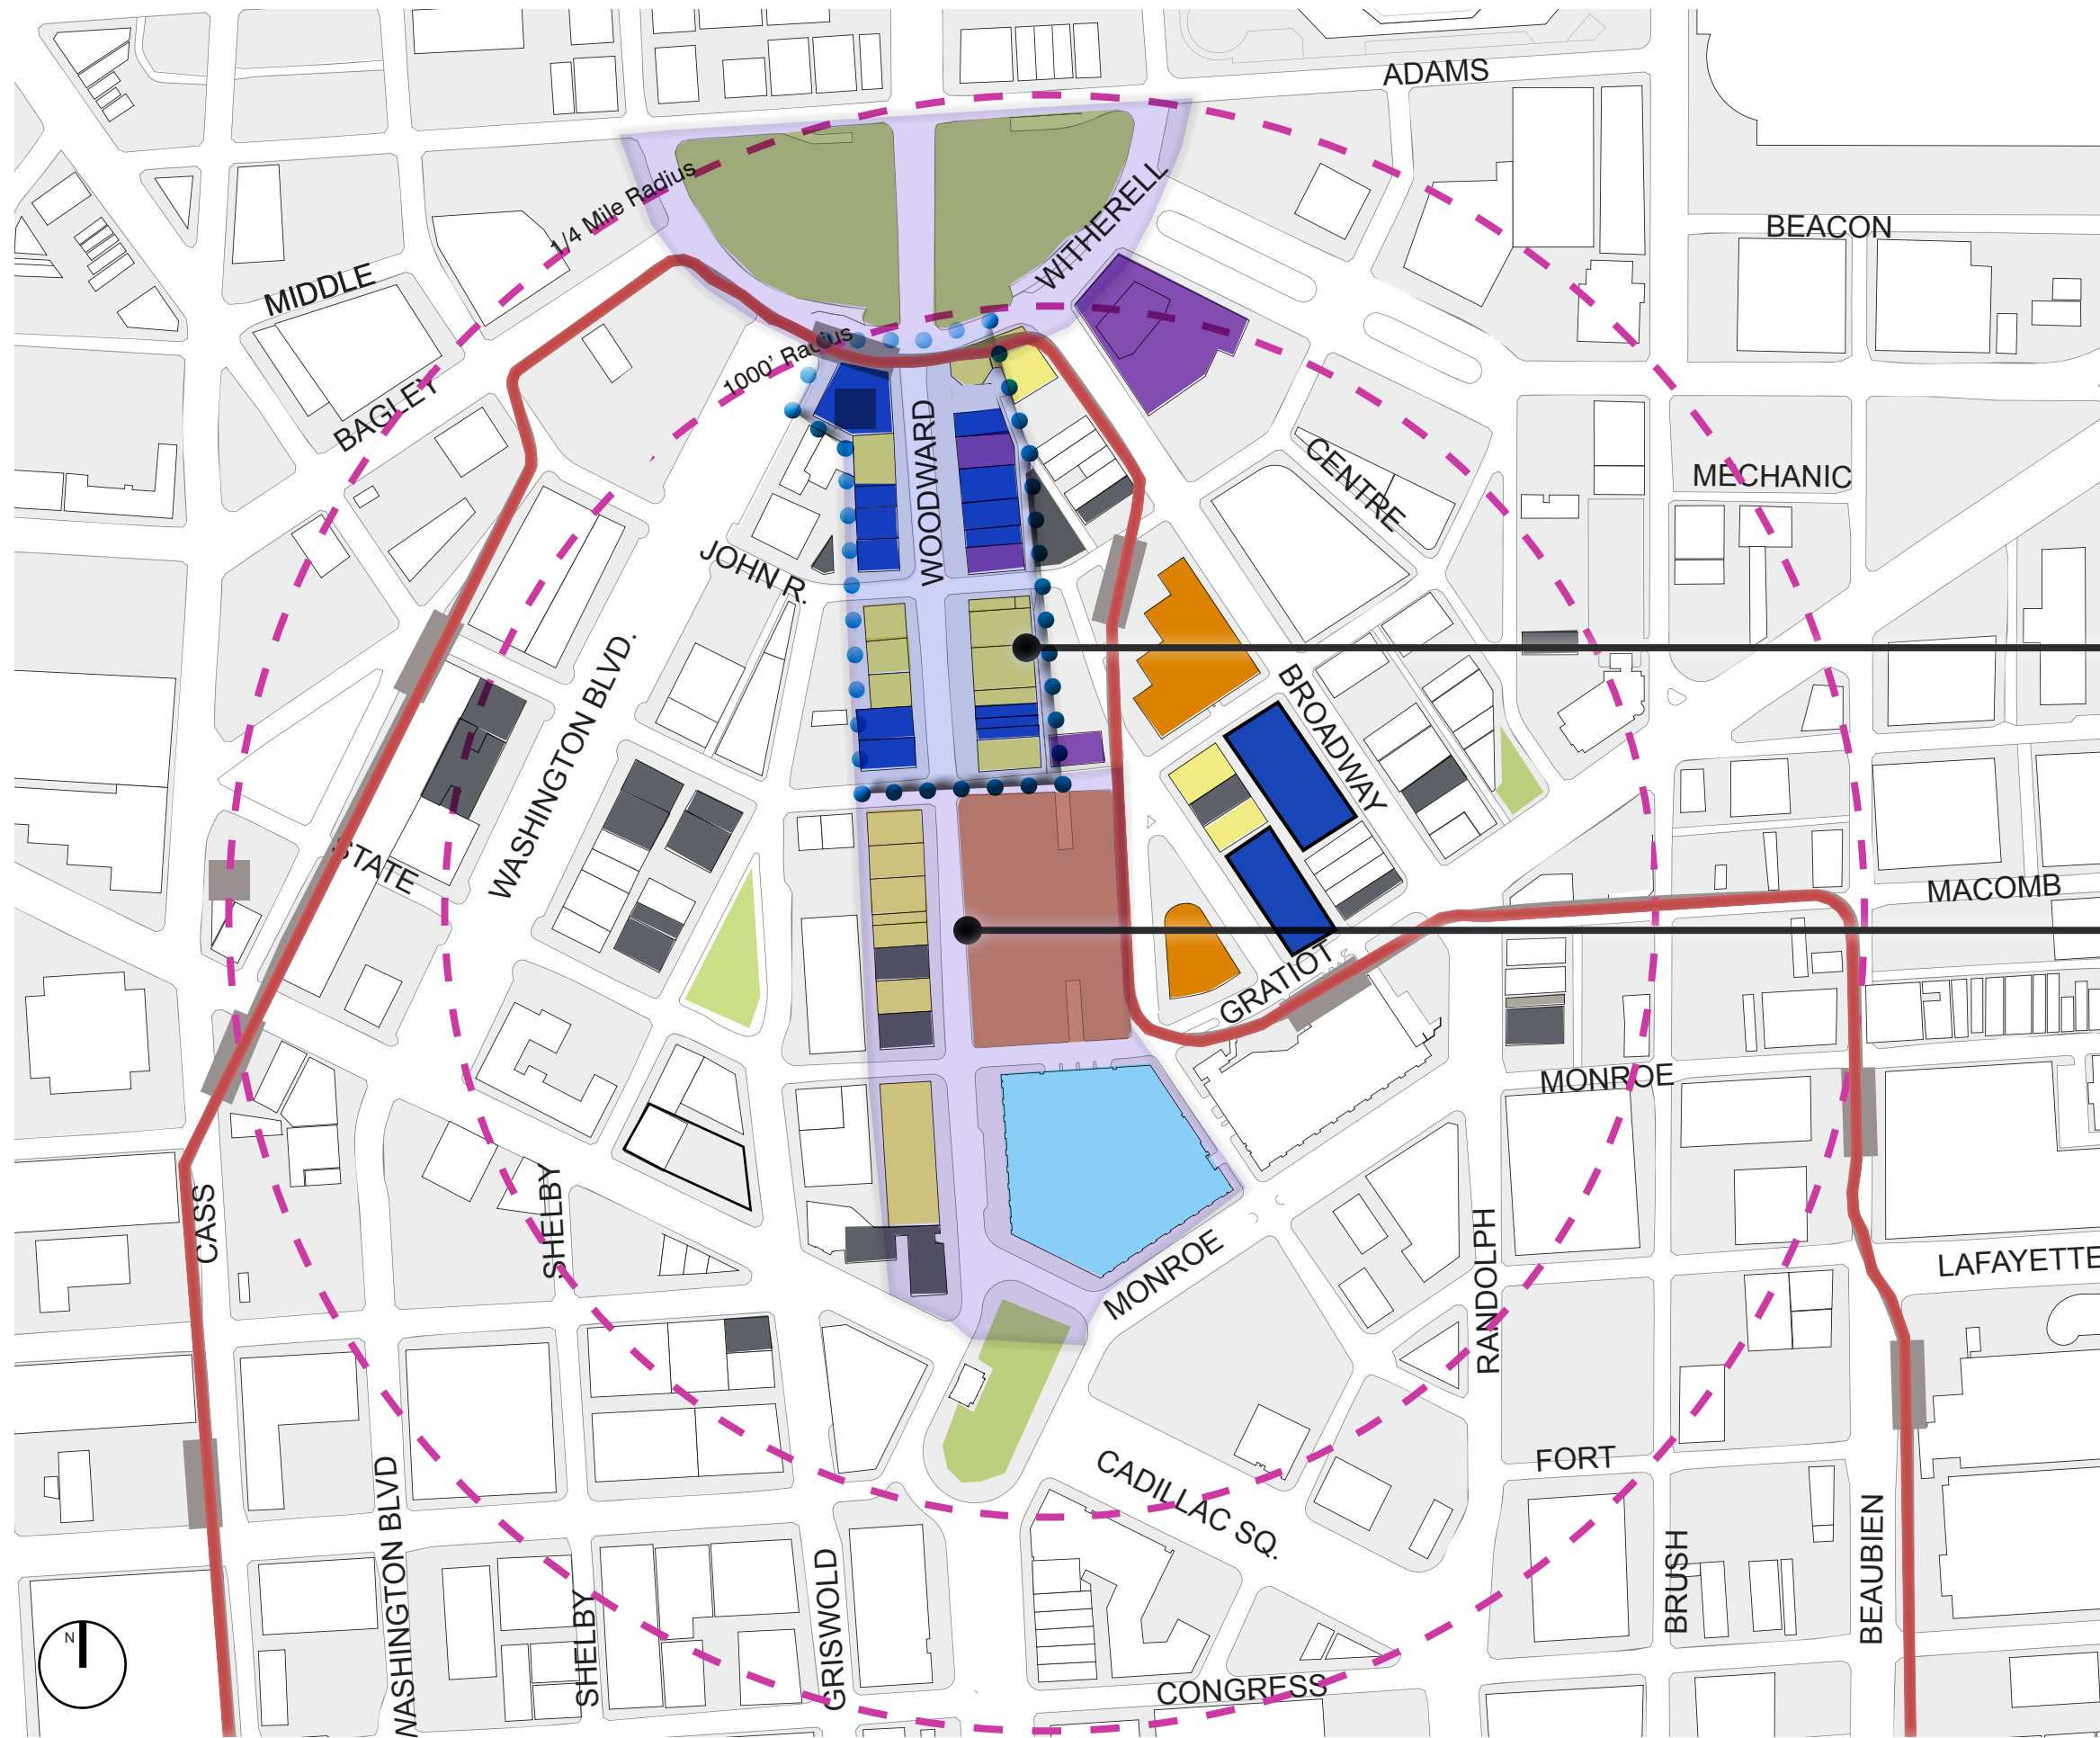 ADAMS
1/4 Mile Radius
WITHERELL
BEACON
MIDDLE
1000' Radius
BAGLEY
WOODWARD
CENTRE
MECHANIC
JOHN R.
WASHINGTON BLVD.
BROADWAY
STATE
MACOMB
GRATIOT
MONROE
CASS
SHELBY
MONROE
RANDOLPH
LAFAYETTE
CADILLAC SQ.
FORT
WASHINGTON BLVD
SHELBY
GRISWOLD
BRUSH
BEAUBIEN
N
CONGRESS